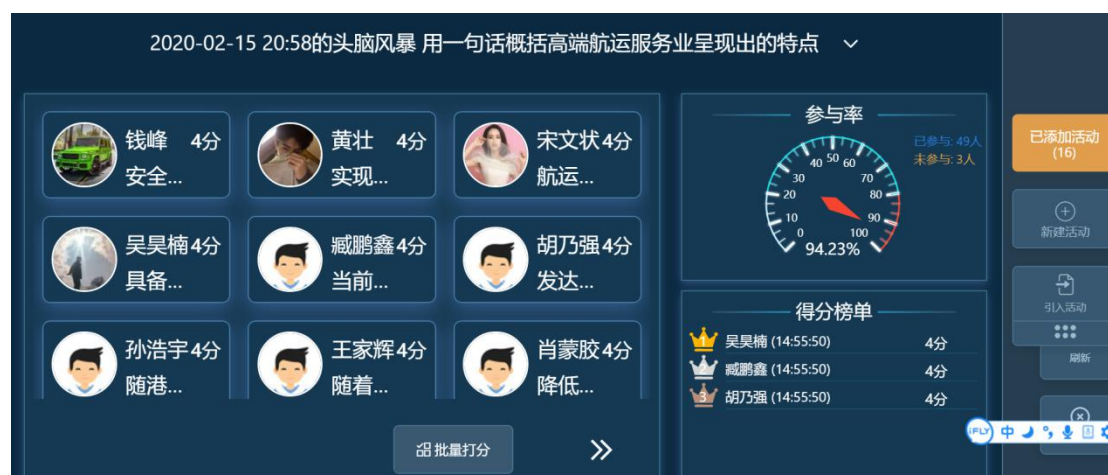 2020-02-15 20:58的头脑风暴 用一句话概括高端航运服务业呈现出的特点
钱峰 4分
安全...
黄壮 4分
实现...
宋文状 4分
航运...
吴昊楠 4分
具备...
臧鹏鑫 4分
当前...
胡乃强 4分
发达...
孙浩宇 4分
随港...
王家辉 4分
随着...
肖蒙胶 4分
降低...
批量打分
参与率
已参与: 49人
未参与: 3人
0
10
20
30
40
50
60
70
80
90
100
94.23%
得分榜单
1 吴昊楠 (14:55:50) 4分
2 臧鹏鑫 (14:55:50) 4分
3 胡乃强 (14:55:50) 4分
已添加活动
(16)
新建活动
引入活动
刷新
iFLY 中